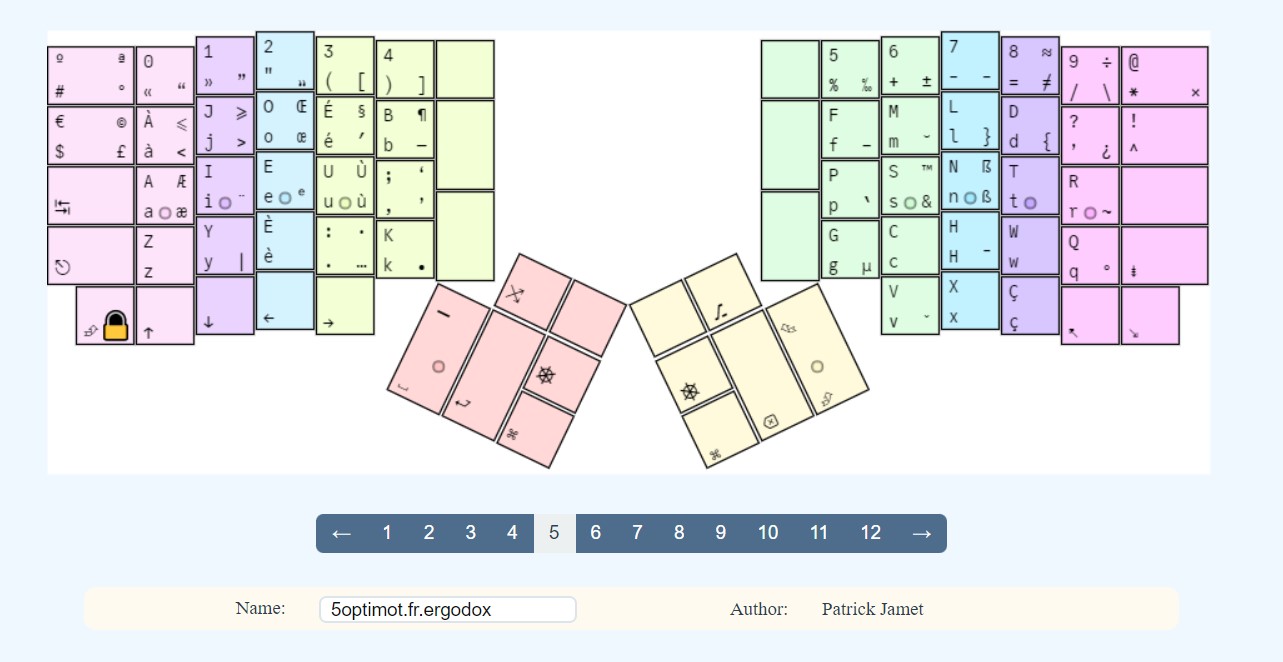 º ª 0 1 2 3 4 5 6 7 8 ≈ 9 ÷ @
# ° « “ » ” " „ ( [ ) ] % ‰ + ± - - = ≠ / \ * ×
€ © À ⩽ J ⩾ O Œ É § B ¶ F M L D ? !
$ £ à < j > o œ é ′ b – f – m ˘ l } d { ’ ¿ ^
A Æ I E U Ù ; ‘ P S ™ N ẞ T R
↹ a æ i ¨ e ᵉ u ù , ’ p ‵ s & n ß t r ~
Z Y È : · K G C H W Q
z y | è . … k • g µ c H - w q °
V X Ç
↑ ↓ ← → v ˇ x ç ↖ ↘
⌘ ⌘
← 1 2 3 4 5 6 7 8 9 10 11 12 →
Name: 5optimot.fr.ergodox Author: Patrick Jamet